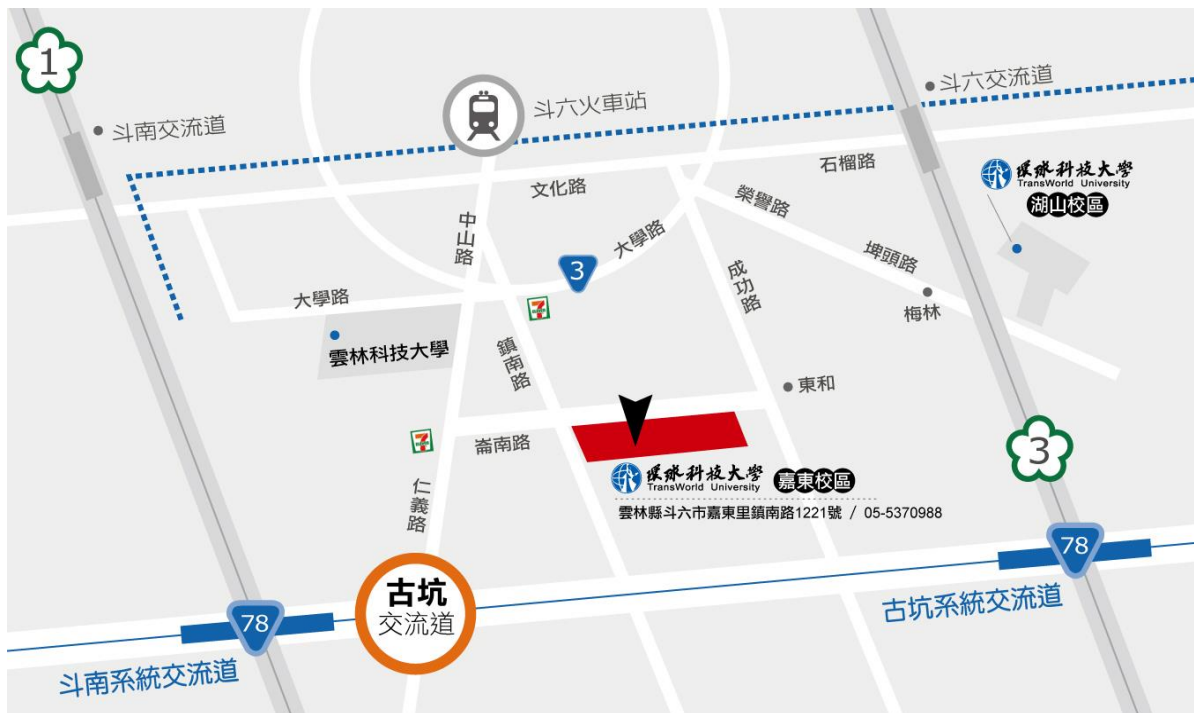 1
斗南交流道
斗六火車站
斗六交流道
石榴路
環球科技大學
TransWorld University
湖山校區
文化路
榮譽路
中山路
大學路
3
成功路
埤頭路
梅林
大學路
7
ELEVEN
雲林科技大學
鎮南路
東和
7
ELEVEN
崙南路
環球科技大學
TransWorld University
嘉東校區
雲林縣斗六市嘉東里鎮南路1221號 / 05-5370988
仁義路
3
78
古坑系統交流道
古坑
交流道
78
斗南系統交流道